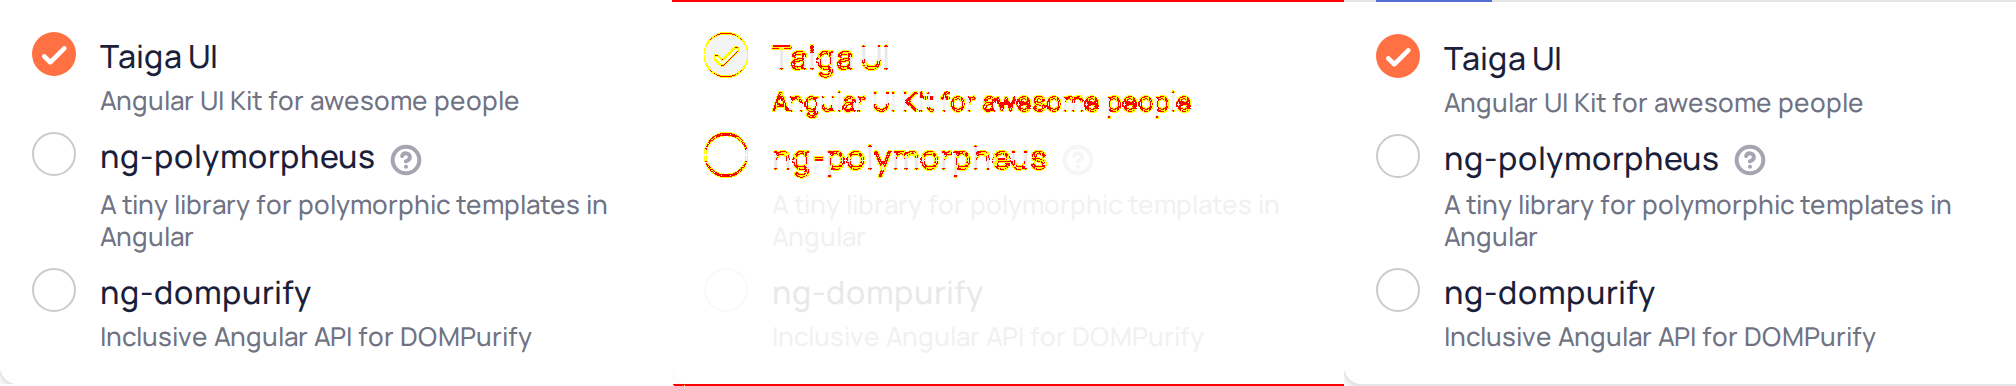 Taiga UI
Angular UI Kit for awesome people
ng-polymorpheus ?
A tiny library for polymorphic templates in
Angular
ng-dompurify
Inclusive Angular API for DOMPurify
Taiga UI
Angular UI Kit for awesome people
ng-polymorpheus ?
A tiny library for polymorphic templates in
Angular
ng-dompurify
Inclusive Angular API for DOMPurify
Taiga UI
Angular UI Kit for awesome people
ng-polymorpheus ?
A tiny library for polymorphic templates in
Angular
ng-dompurify
Inclusive Angular API for DOMPurify